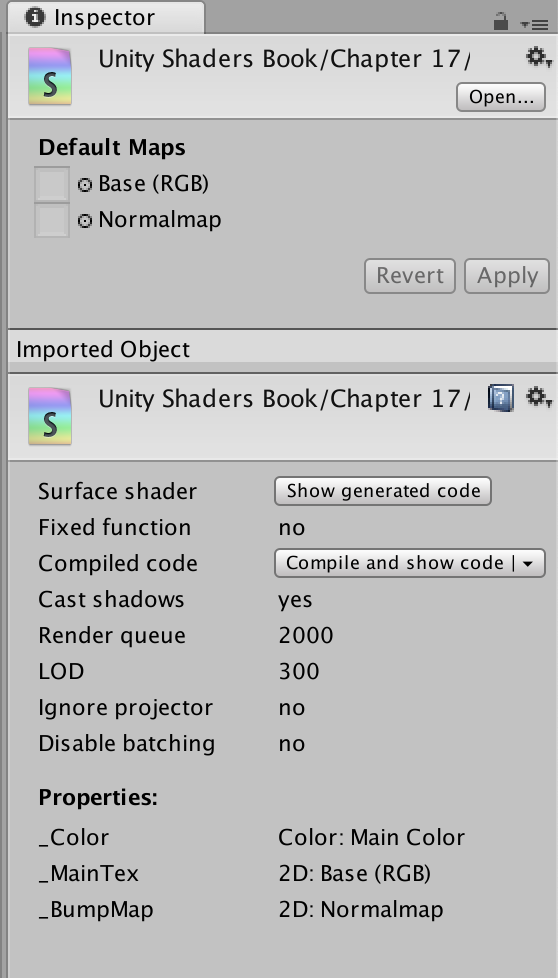 Inspector
Unity Shaders Book/Chapter 17/
Open...
Default Maps
Base (RGB)
Normalmap
Revert Apply
Imported Object
Unity Shaders Book/Chapter 17/
Surface shader Show generated code
Fixed function no
Compiled code Compile and show code |
Cast shadows yes
Render queue 2000
LOD 300
Ignore projector no
Disable batching no
Properties:
_Color Color: Main Color
_MainTex 2D: Base (RGB)
_BumpMap 2D: Normalmap